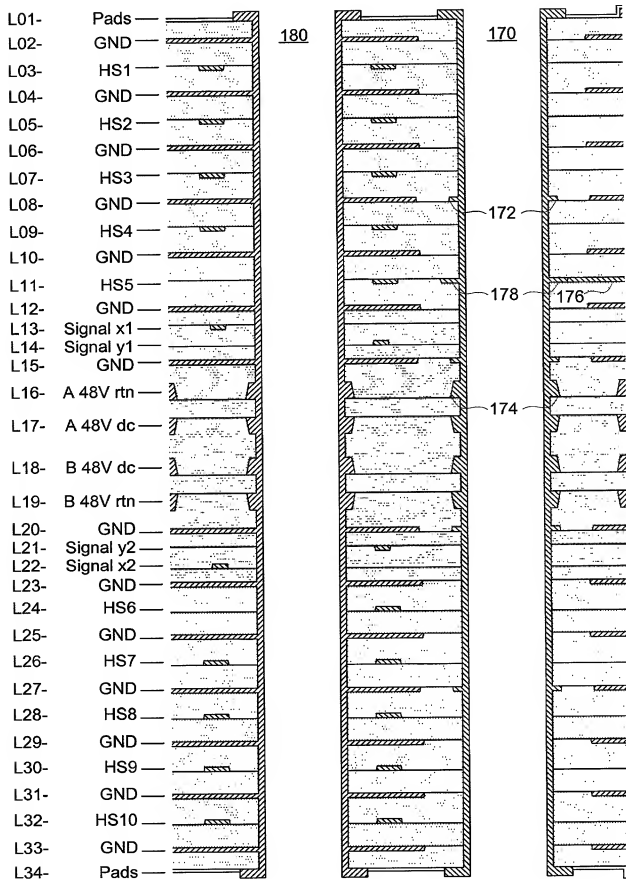 L01- Pads
180
170
L02- GND
L03- HS1
L04- GND
L05- HS2
L06- GND
L07- HS3
L08- GND
172
L09- HS4
L10- GND
L11- HS5
178
176
L12- GND
L13- Signal x1
L14- Signal y1
L15- GND
L16- A 48V rtn
174
L17- A 48V dc
L18- B 48V dc
L19- B 48V rtn
L20- GND
L21- Signal y2
L22- Signal x2
L23- GND
L24- HS6
L25- GND
L26- HS7
L27- GND
L28- HS8
L29- GND
L30- HS9
L31- GND
L32- HS10
L33- GND
L34- Pads